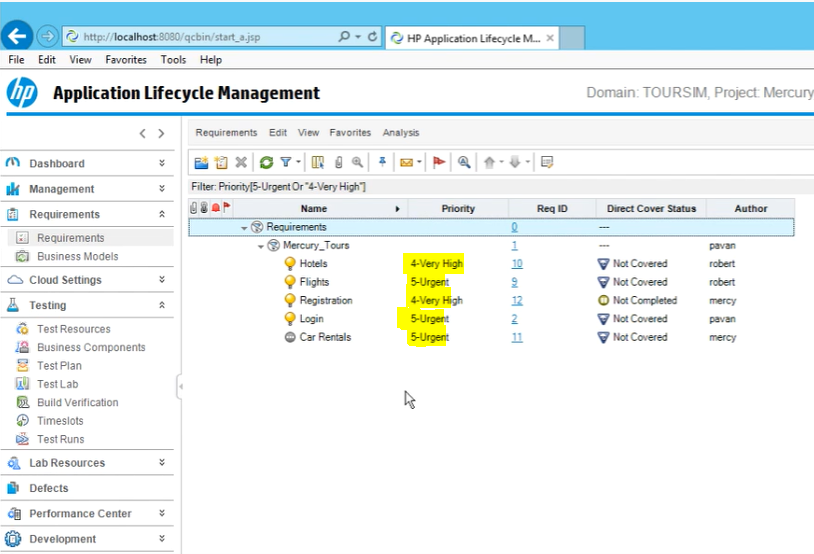 http://localhost:8080/qcbin/start_a.jsp
HP Application Lifecycle M...
File Edit View Favorites Tools Help
hp Application Lifecycle Management
Domain: TOURSIM, Project: Mercury
Requirements Edit View Favorites Analysis
Filter: Priority[5-Urgent Or "4-Very High"]
Name Priority Req ID Direct Cover Status Author
Requirements 0 ---
Mercury_Tours 1 --- pavan
Hotels 4-Very High 10 Not Covered robert
Flights 5-Urgent 9 Not Covered robert
Registration 4-Very High 12 Not Completed mercy
Login 5-Urgent 2 Not Covered pavan
Car Rentals 5-Urgent 11 Not Covered mercy
Dashboard
Management
Requirements
Requirements
Business Models
Cloud Settings
Testing
Test Resources
Business Components
Test Plan
Test Lab
Build Verification
Timeslots
Test Runs
Lab Resources
Defects
Performance Center
Development